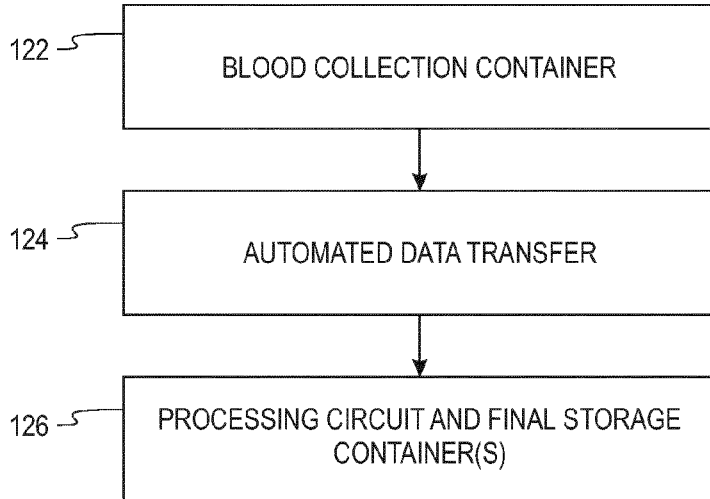 122
BLOOD COLLECTION CONTAINER
124
AUTOMATED DATA TRANSFER
126
PROCESSING CIRCUIT AND FINAL STORAGE
CONTAINER(S)